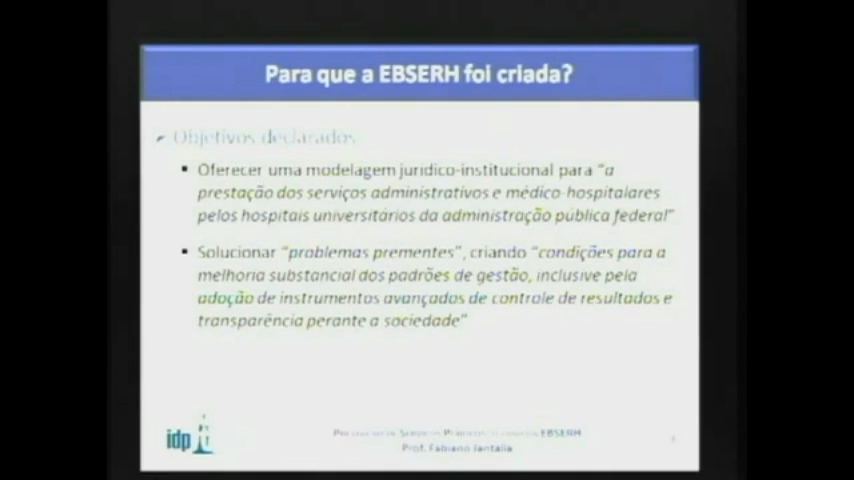 Para que a EBSERH foi criada?
Objetivos declarados
Oferecer uma modelagem jurídico-institucional para "a
prestação dos serviços administrativos e médico-hospitalares
pelos hospitais universitários da administração pública federal"
Solucionar "problemas prementes", criando "condições para a
melhoria substancial dos padrões de gestão, inclusive pela
adoção de instrumentos avançados de controle de resultados e
transparência perante a sociedade"
idp
EBSERH
Prof. Fabiano Jantalia